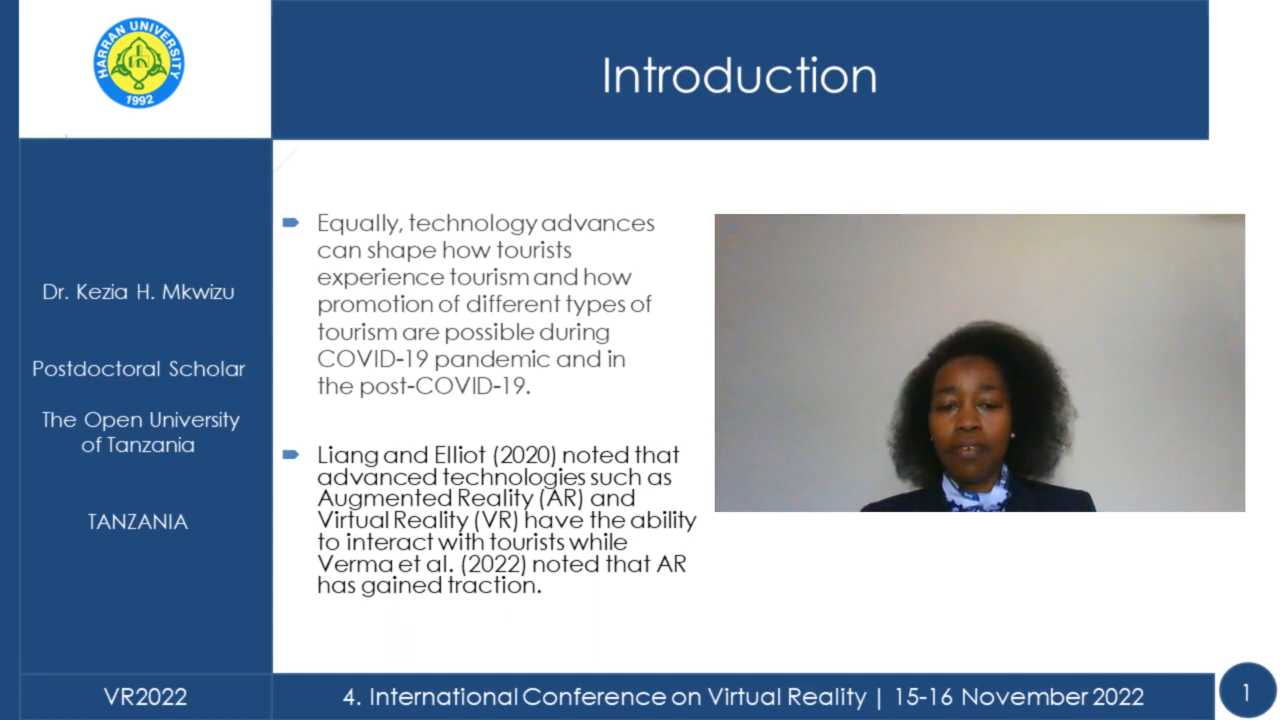 HARRAN UNIVERSITY
1992
Introduction
Dr. Kezia H. Mkwizu
Postdoctoral Scholar
The Open University
of Tanzania
TANZANIA
Equally, technology advances
can shape how tourists
experience tourism and how
promotion of different types of
tourism are possible during
COVID-19 pandemic and in
the post-COVID-19.
Liang and Elliot (2020) noted that
advanced technologies such as
Augmented Reality (AR) and
Virtual Reality (VR) have the ability
to interact with tourists while
Verma et al. (2022) noted that AR
has gained traction.
VR2022
4. International Conference on Virtual Reality | 15-16 November 2022
1